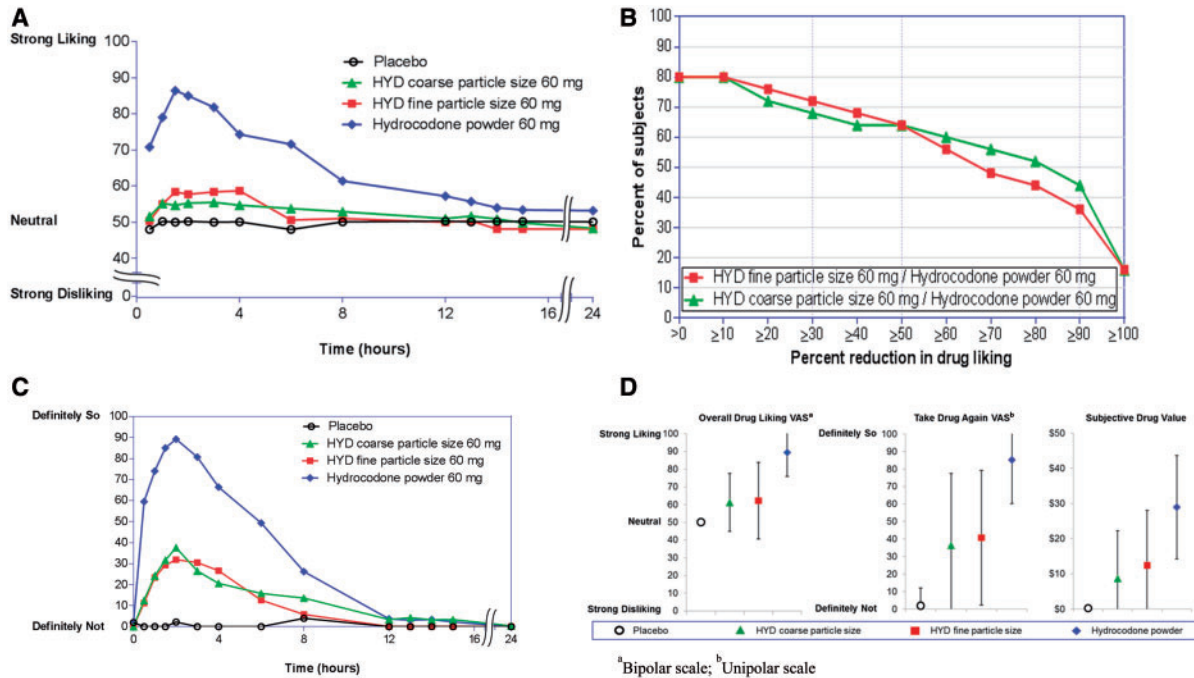 A
Strong Liking
100
90
80
70
60
Neutral
50
40
Strong Disliking
0
0
4
8
12
16
24
Time (hours)
Placebo
HYD coarse particle size 60 mg
HYD fine particle size 60 mg
Hydrocodone powder 60 mg
B
Percent of subjects
100
90
80
70
60
50
40
30
20
10
0
HYD fine particle size 60 mg / Hydrocodone powder 60 mg
HYD coarse particle size 60 mg / Hydrocodone powder 60 mg
>0
≥10
≥20
≥30
≥40
≥50
≥60
≥70
≥80
≥90
≥100
Percent reduction in drug liking
C
Definitely So
100
90
80
70
60
50
40
30
20
10
0
Definitely Not
0
4
8
12
16
24
Time (hours)
Placebo
HYD coarse particle size 60 mg
HYD fine particle size 60 mg
Hydrocodone powder 60 mg
D
Overall Drug Liking VASᵃ
Strong Liking
100
90
80
70
60
Neutral
50
40
30
20
10
Strong Disliking
0
Take Drug Again VASᵇ
Definitely So
100
90
80
70
60
50
40
30
20
10
Definitely Not
0
Subjective Drug Value
$50
$40
$30
$20
$10
$0
Placebo
HYD coarse particle size
HYD fine particle size
Hydrocodone powder
ᵃBipolar scale; ᵇUnipolar scale